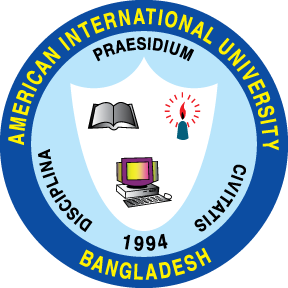 AMERICAN INTERNATIONAL UNIVERSITY
PRAESIDIUM
DISCIPLINA
CIVITATIS
1994
BANGLADESH